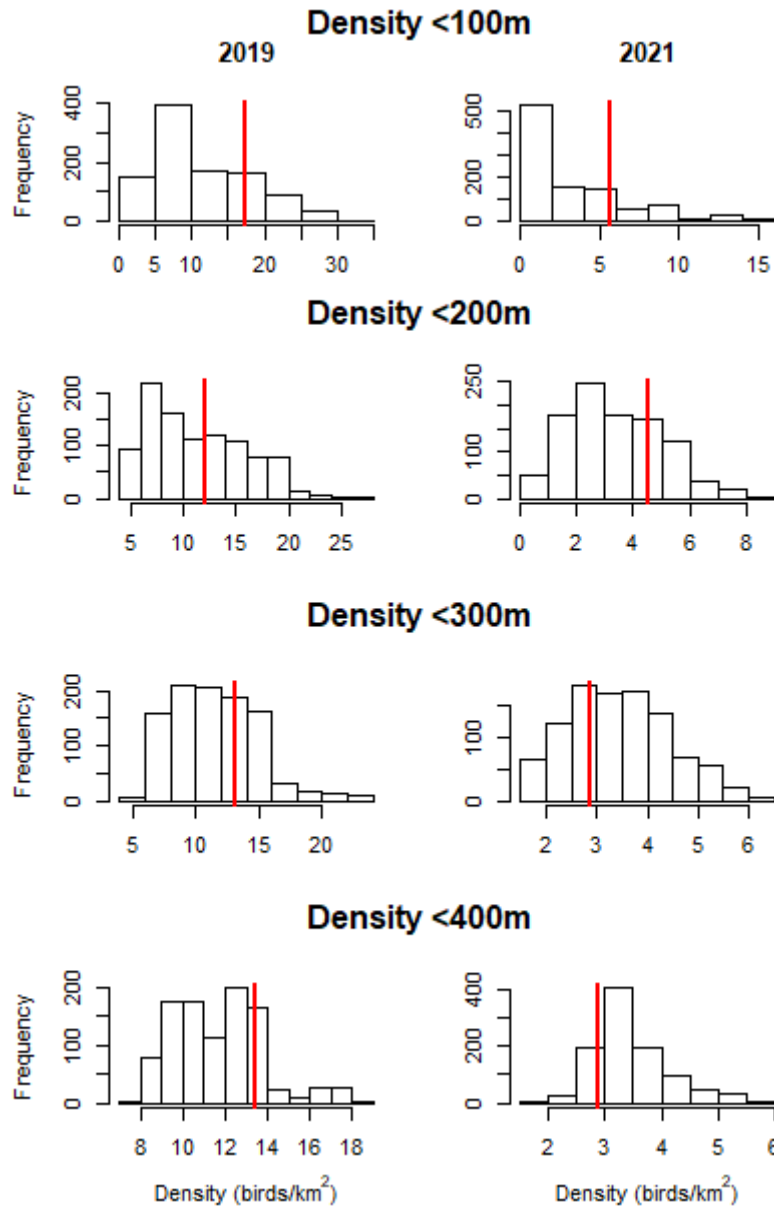 Density <100m
2019 2021
Frequency
0 200 400
0 5 10 20 30
0 200 500
0 5 10 15
Density <200m
Frequency
0 100 200
5 10 15 20 25
0 100 250
0 2 4 6 8
Density <300m
Frequency
0 100 200
5 10 15 20
0 100
2 3 4 5 6
Density <400m
Frequency
0 100 200
8 10 12 14 16 18
0 200 400
2 3 4 5 6
Density (birds/km²) Density (birds/km²)